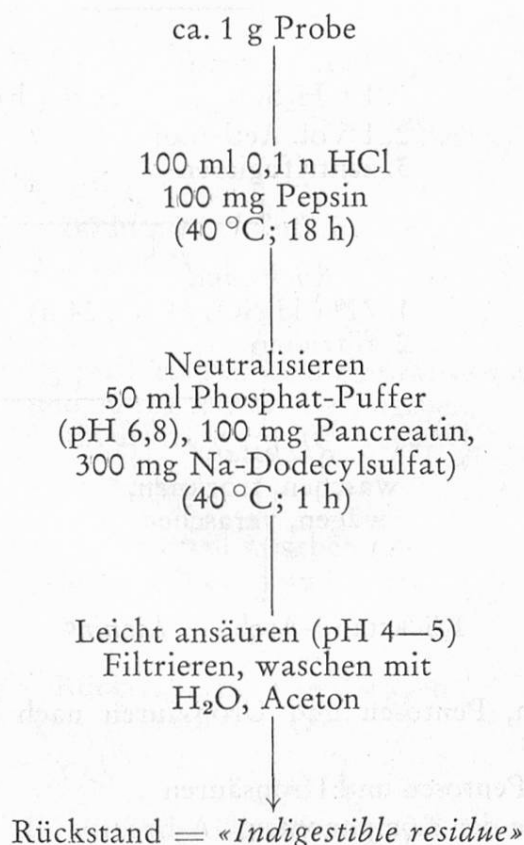 ca. 1 g Probe
100 ml 0,1 n HCl
100 mg Pepsin
(40 °C; 18 h)
Neutralisieren
50 ml Phosphat-Puffer
(pH 6,8), 100 mg Pancreatin,
300 mg Na-Dodecylsulfat)
(40 °C; 1 h)
Leicht ansäuren (pH 4—5)
Filtrieren, waschen mit
H₂O, Aceton
Rückstand = «Indigestible residue»